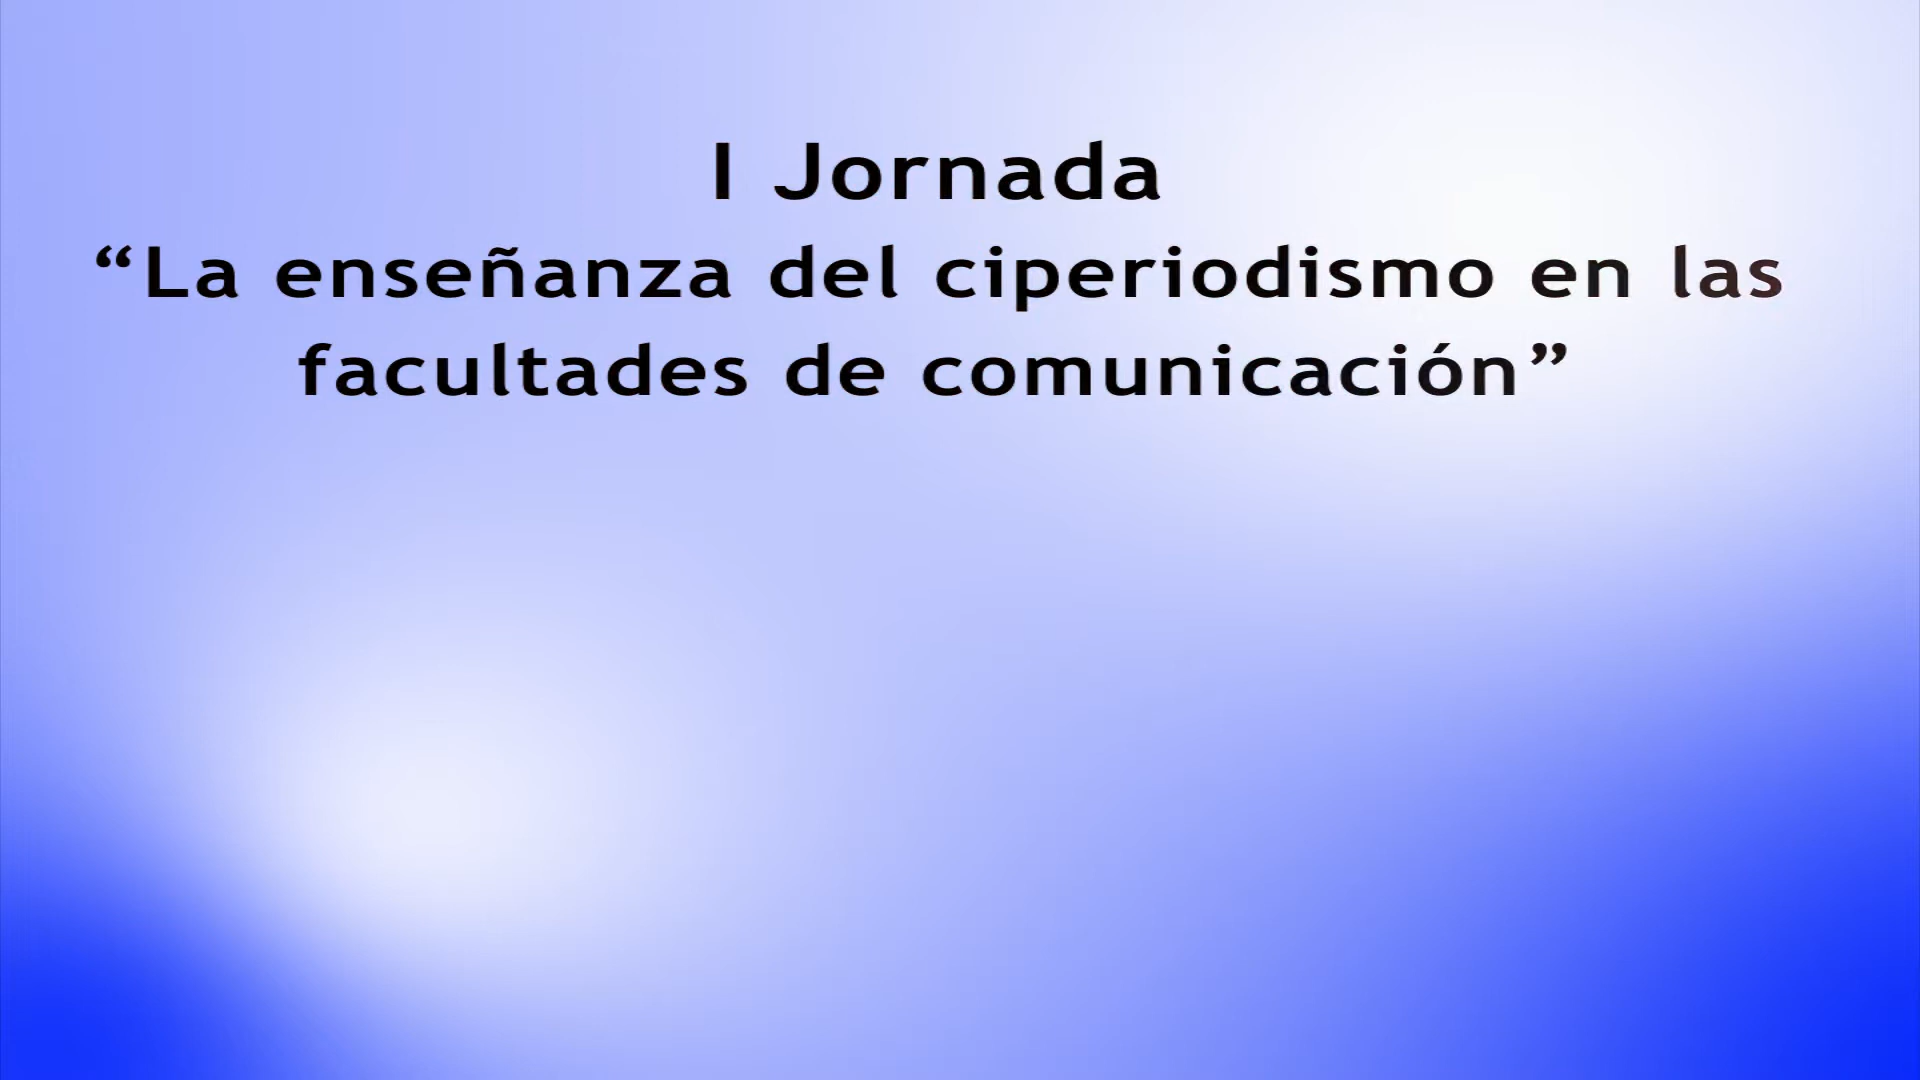 I Jornada
“La enseñanza del ciperiodismo en las
facultades de comunicación”